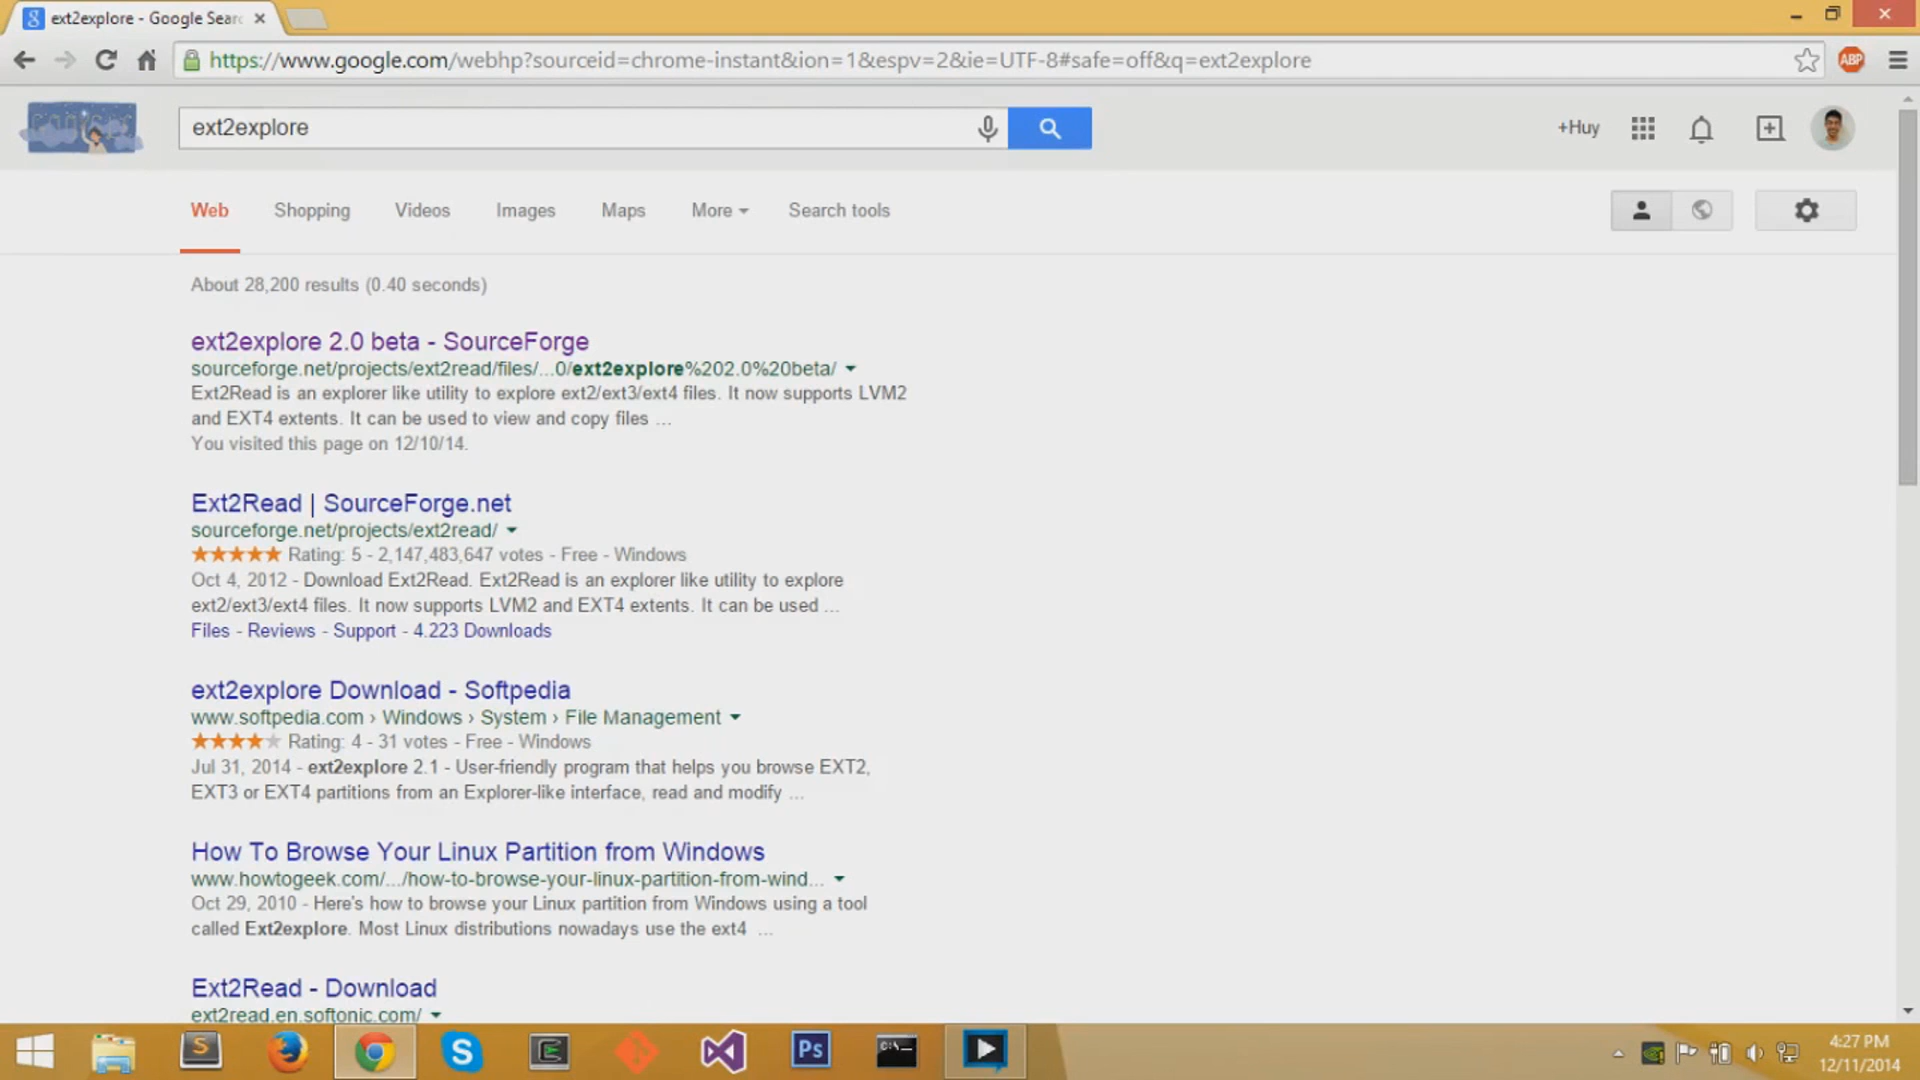 ext2explore - Google Searc
https://www.google.com/webhp?sourceid=chrome-instant&ion=1&espv=2&ie=UTF-8#safe=off&q=ext2explore
ABP
ext2explore
+Huy
Web Shopping Videos Images Maps More Search tools
About 28,200 results (0.40 seconds)
ext2explore 2.0 beta - SourceForge
sourceforge.net/projects/ext2read/files/...0/ext2explore%202.0%20beta/
Ext2Read is an explorer like utility to explore ext2/ext3/ext4 files. It now supports LVM2
and EXT4 extents. It can be used to view and copy files ...
You visited this page on 12/10/14.
Ext2Read | SourceForge.net
sourceforge.net/projects/ext2read/
Rating: 5 - 2,147,483,647 votes - Free - Windows
Oct 4, 2012 - Download Ext2Read. Ext2Read is an explorer like utility to explore
ext2/ext3/ext4 files. It now supports LVM2 and EXT4 extents. It can be used ...
Files - Reviews - Support - 4.223 Downloads
ext2explore Download - Softpedia
www.softpedia.com › Windows › System › File Management
Rating: 4 - 31 votes - Free - Windows
Jul 31, 2014 - ext2explore 2.1 - User-friendly program that helps you browse EXT2,
EXT3 or EXT4 partitions from an Explorer-like interface, read and modify ...
How To Browse Your Linux Partition from Windows
www.howtogeek.com/.../how-to-browse-your-linux-partition-from-wind...
Oct 29, 2010 - Here's how to browse your Linux partition from Windows using a tool
called Ext2explore. Most Linux distributions nowadays use the ext4 ...
Ext2Read - Download
ext2read.en.softonic.com/
Ps
4:27 PM
12/11/2014